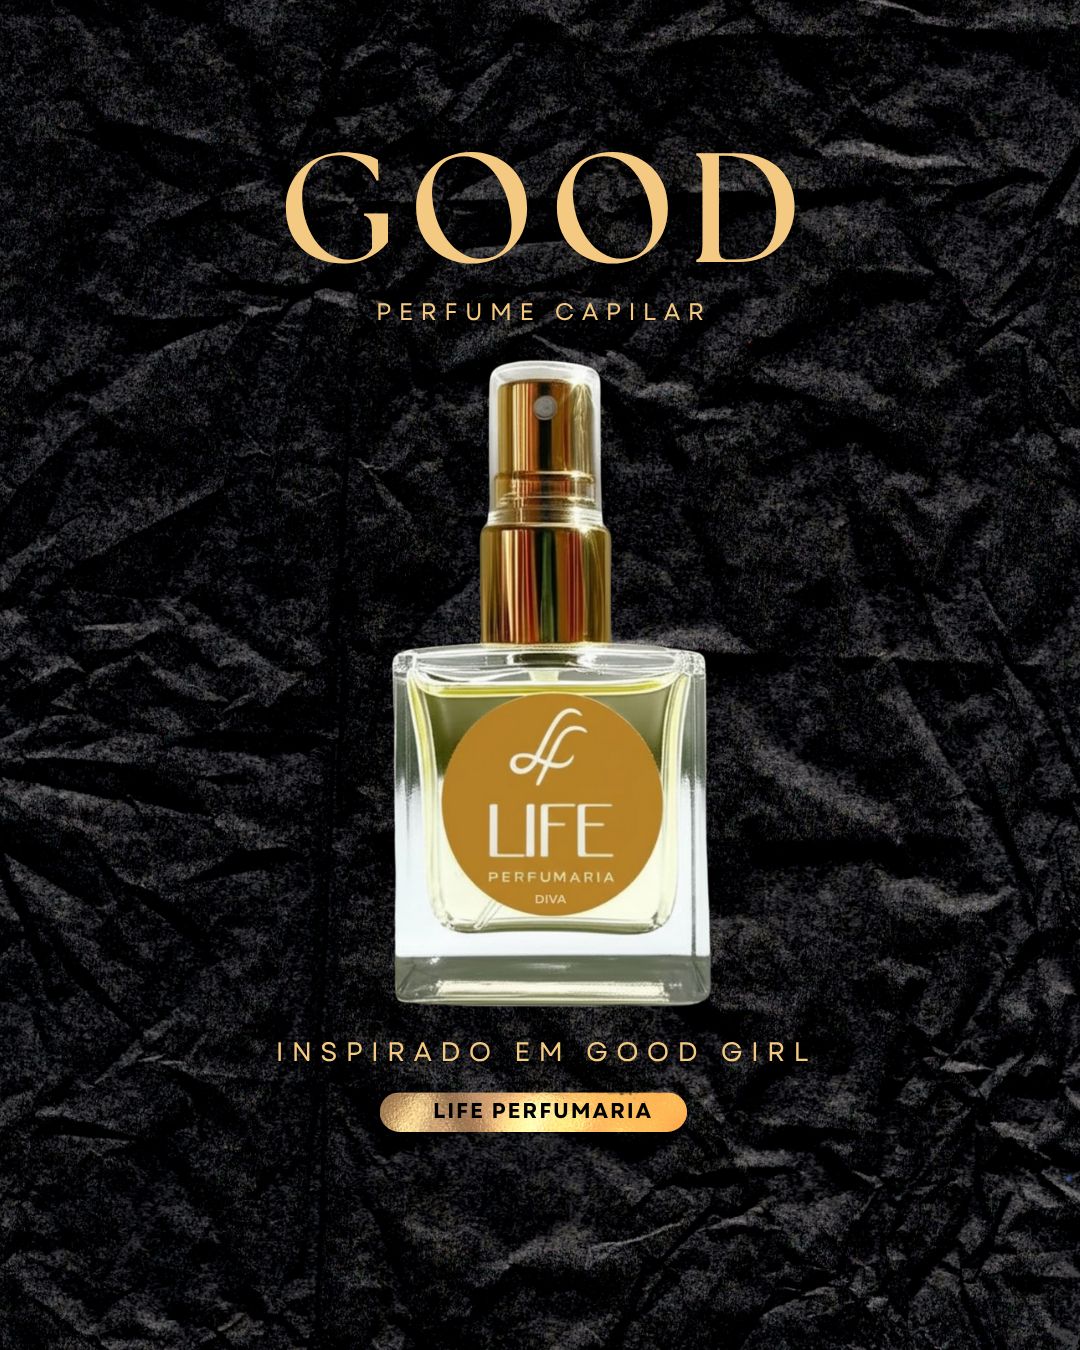 GOOD
PERFUME CAPILAR
LIFE
PERFUMARIA
DIVA
INSPIRADO EM GOOD GIRL
LIFE PERFUMARIA